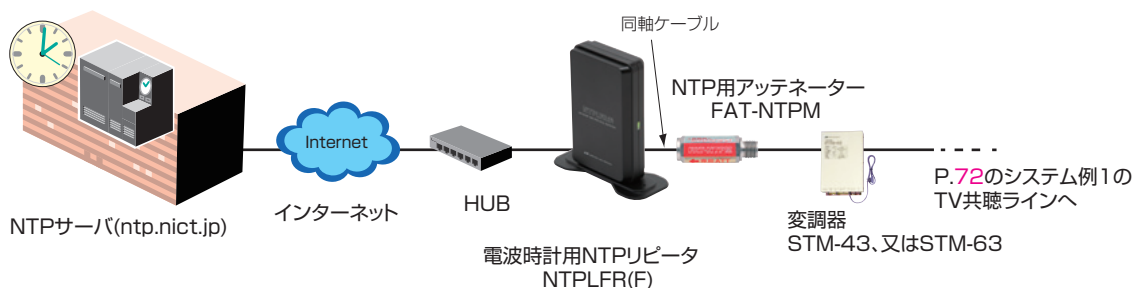 同軸ケーブル
NTP用アッテネーター
FAT-NTPM
Internet
P.72のシステム例1の
TV共聴ラインへ
インターネット
HUB
NTPサーバ(ntp.nict.jp)
変調器
STM-43、又はSTM-63
電波時計用NTPリピータ
NTPLFR(F)